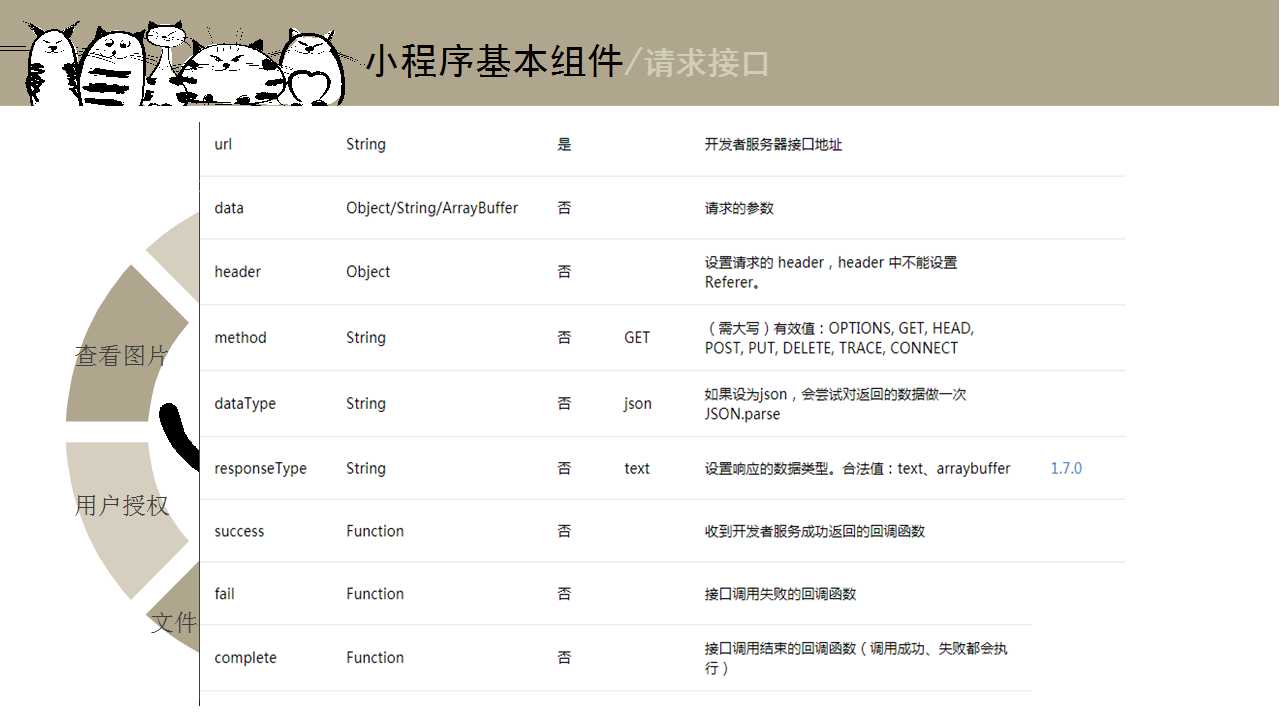 小程序基本组件/请求接口
url String 是 开发者服务器接口地址
data Object/String/ArrayBuffer 否 请求的参数
header Object 否 设置请求的 header，header 中不能设置
Referer。
method String 否 GET （需大写）有效值：OPTIONS, GET, HEAD,
POST, PUT, DELETE, TRACE, CONNECT
查看图片
dataType String 否 json 如果设为json，会尝试对返回的数据做一次
JSON.parse
responseType String 否 text 设置响应的数据类型。合法值：text、arraybuffer 1.7.0
用户授权
success Function 否 收到开发者服务成功返回的回调函数
fail Function 否 接口调用失败的回调函数
文件
complete Function 否 接口调用结束的回调函数（调用成功、失败都会执
行）